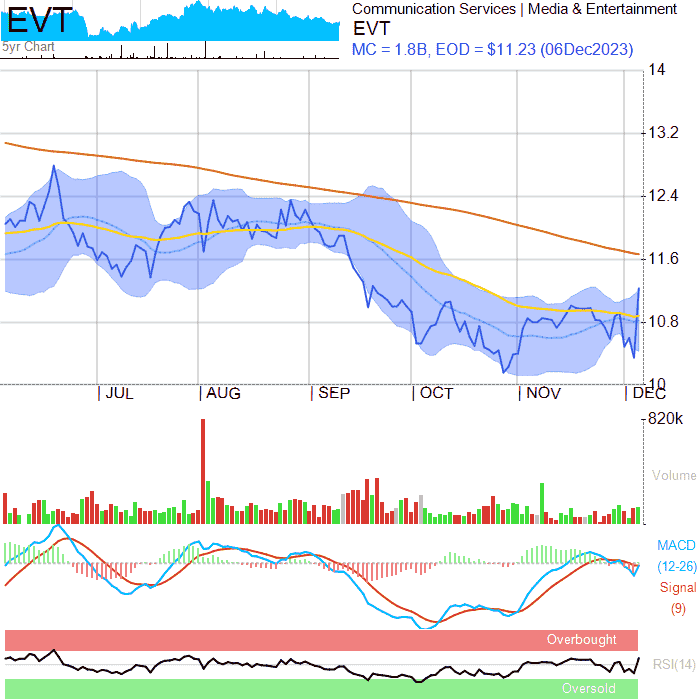 EVT
5yr Chart
Communication Services | Media & Entertainment
EVT
MC = 1.8B, EOD = $11.23 (06Dec2023)
14
13.2
12.4
11.6
10.8
10
JUL
AUG
SEP
OCT
NOV
DEC
820k
Volume
MACD
(12-26)
Signal
(9)
Overbought
RSI(14)
Oversold